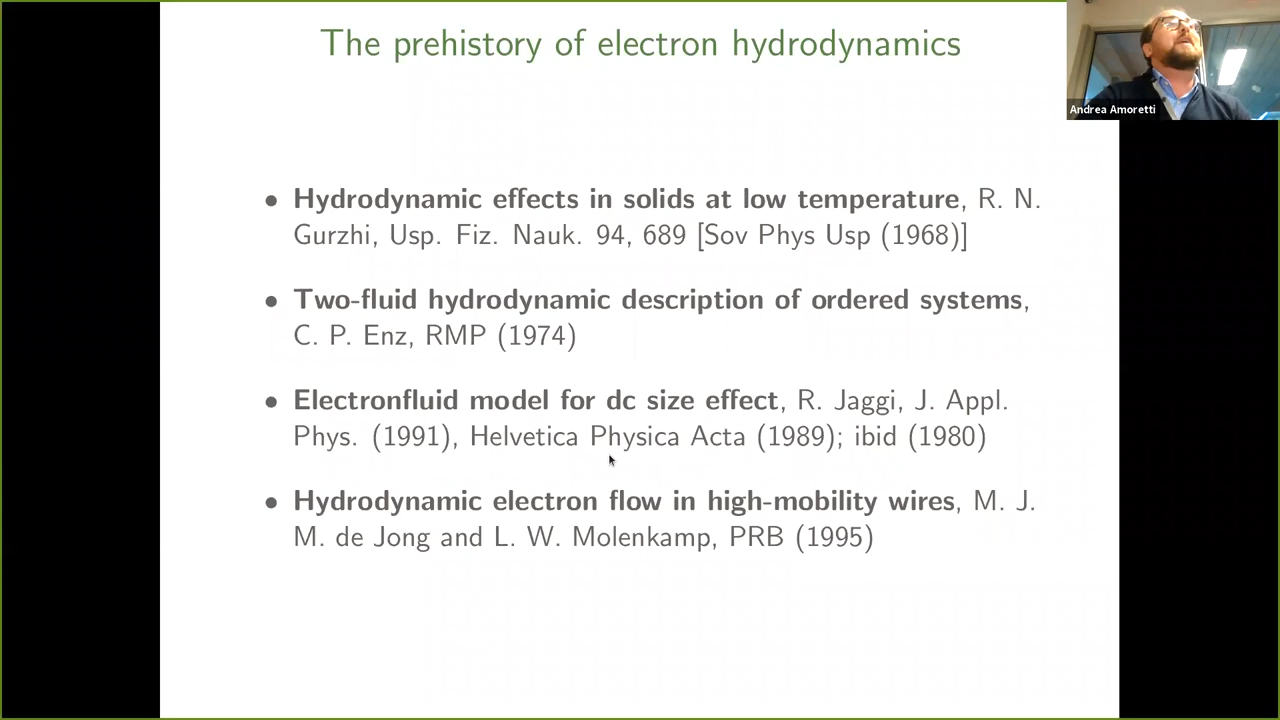 The prehistory of electron hydrodynamics
Andrea Amoretti
• Hydrodynamic effects in solids at low temperature, R. N.
Gurzhi, Usp. Fiz. Nauk. 94, 689 [Sov Phys Usp (1968)]
• Two-fluid hydrodynamic description of ordered systems,
C. P. Enz, RMP (1974)
• Electronfluid model for dc size effect, R. Jaggi, J. Appl.
Phys. (1991), Helvetica Physica Acta (1989); ibid (1980)
• Hydrodynamic electron flow in high-mobility wires, M. J.
M. de Jong and L. W. Molenkamp, PRB (1995)